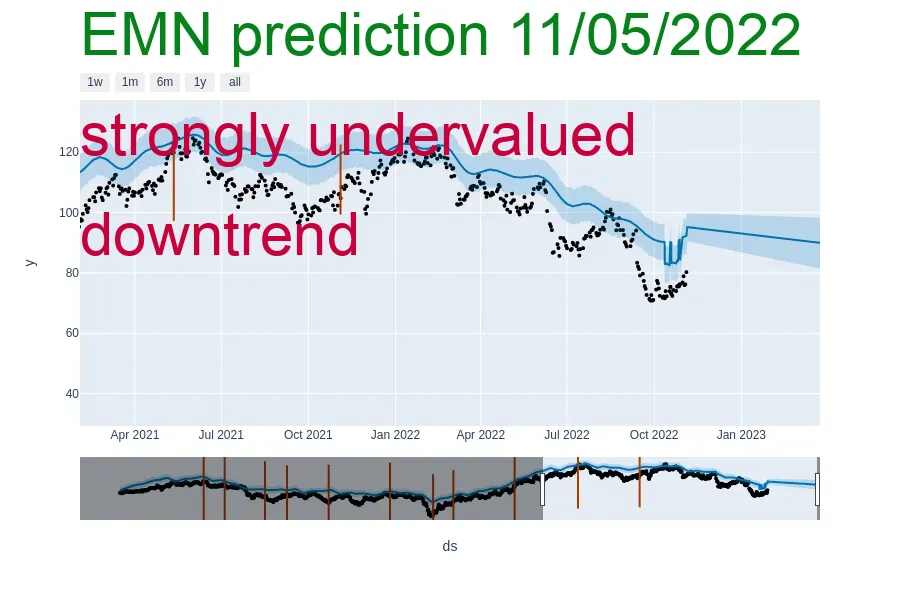 EMN prediction 11/05/2022
1w 1m 6m 1y all
strongly undervalued
downtrend
120
100
80
60
40
y
Apr 2021 Jul 2021 Oct 2021 Jan 2022 Apr 2022 Jul 2022 Oct 2022 Jan 2023
ds